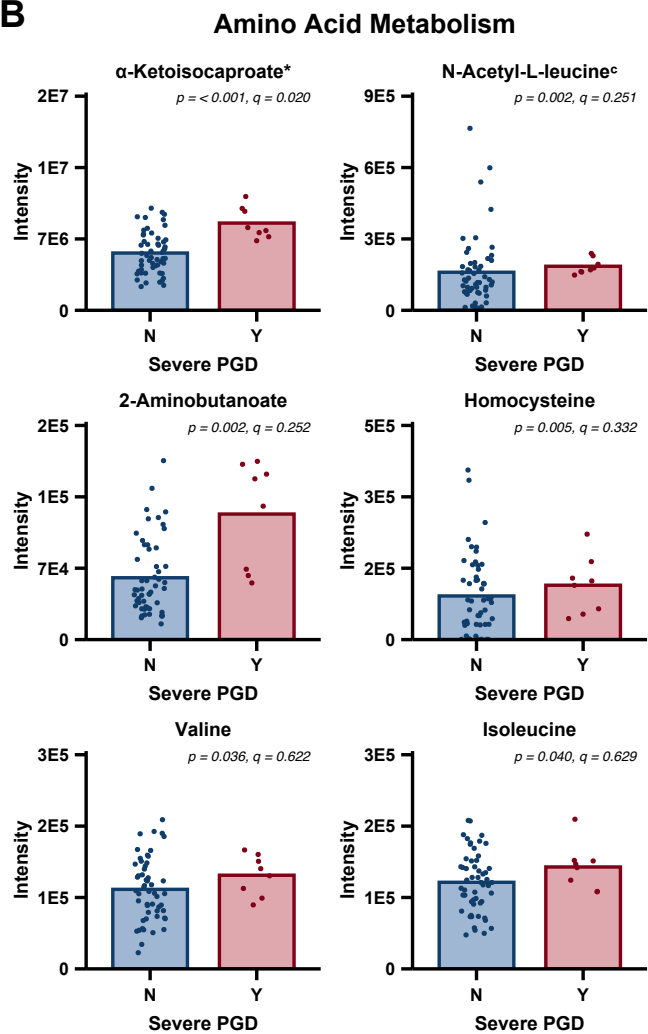 B
Amino Acid Metabolism
α-Ketoisocaproate*
p = < 0.001, q = 0.020
Intensity
2E7
1E7
7E6
0
N
Y
Severe PGD
N-Acetyl-L-leucineᶜ
p = 0.002, q = 0.251
Intensity
9E5
6E5
3E5
0
N
Y
Severe PGD
2-Aminobutanoate
p = 0.002, q = 0.252
Intensity
2E5
1E5
7E4
0
N
Y
Severe PGD
Homocysteine
p = 0.005, q = 0.332
Intensity
5E5
3E5
2E5
0
N
Y
Severe PGD
Valine
p = 0.036, q = 0.622
Intensity
3E5
2E5
1E5
0
N
Y
Severe PGD
Isoleucine
p = 0.040, q = 0.629
Intensity
3E5
2E5
1E5
0
N
Y
Severe PGD